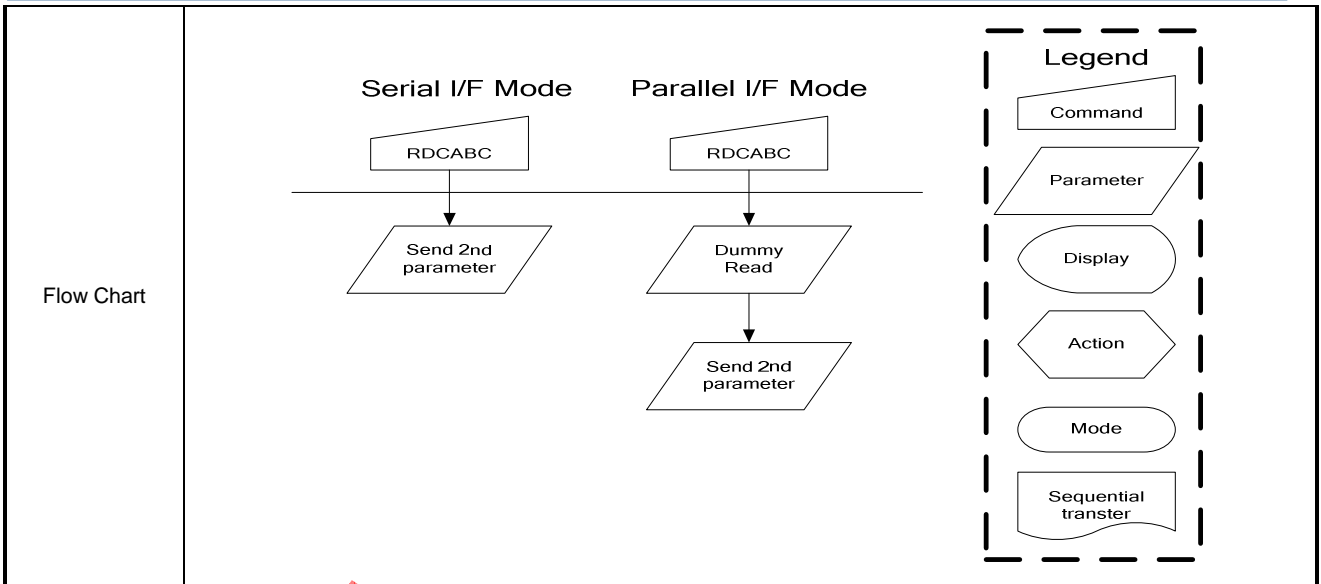 Flow Chart
Serial I/F Mode
RDCABC
Send 2nd
parameter
Parallel I/F Mode
RDCABC
Dummy
Read
Send 2nd
parameter
Legend
Command
Parameter
Display
Action
Mode
Sequential
transter